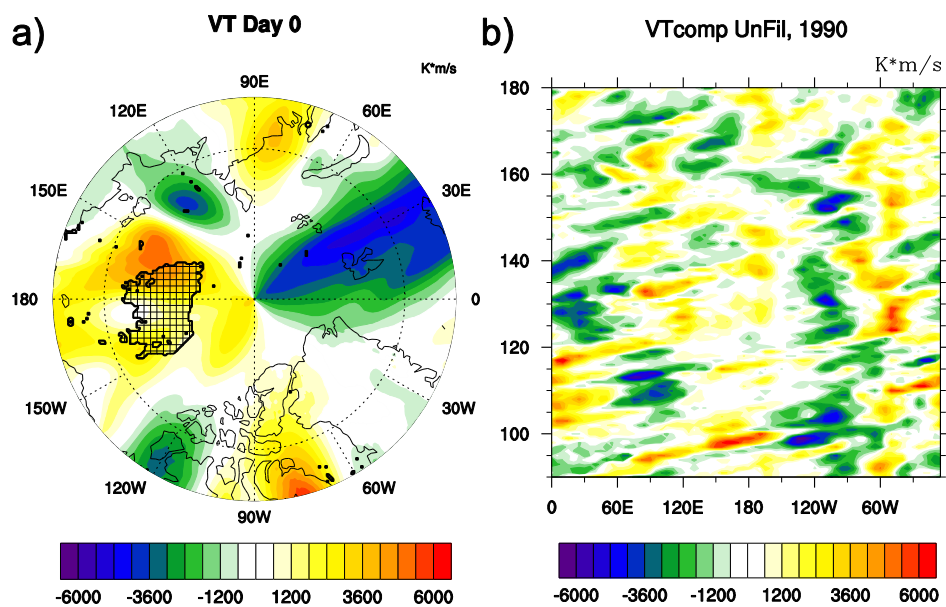 a)
VT Day 0
K*m/s
90E
120E
60E
150E
30E
180
0
150W
30W
120W
60W
90W
-6000 -3600 -1200 1200 3600 6000
b)
VTcomp UnFil, 1990
K*m/s
180
160
140
120
100
0 60E 120E 180 120W 60W
-6000 -3600 -1200 1200 3600 6000